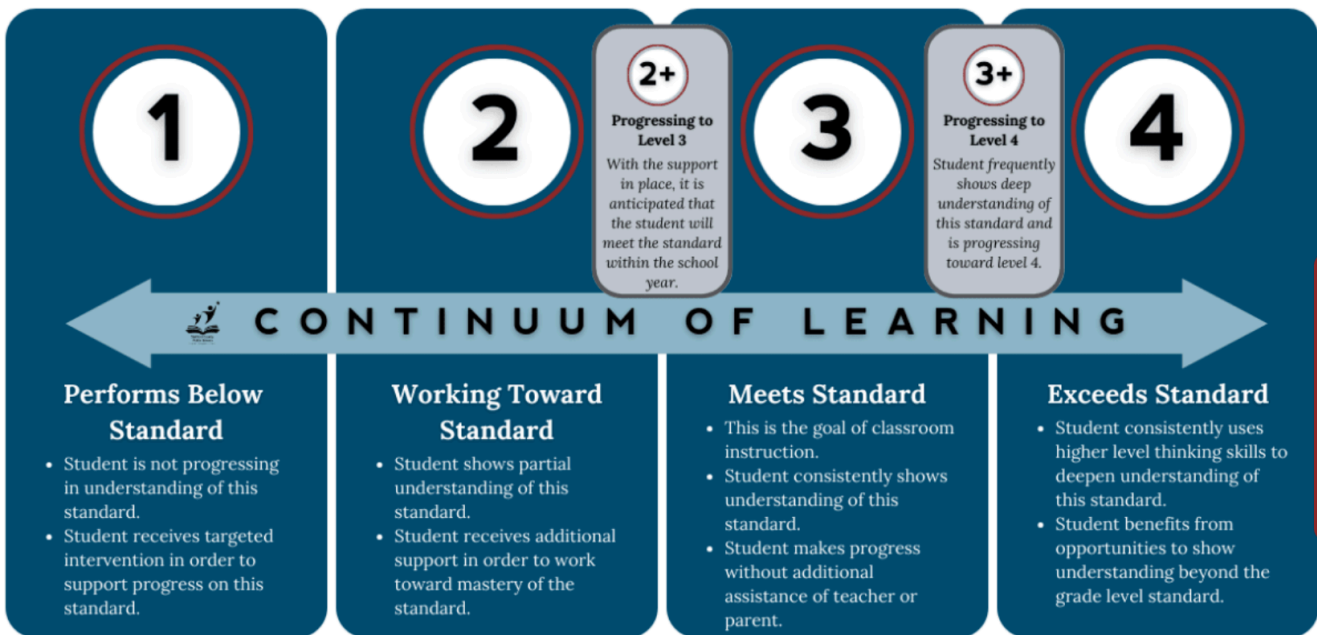 1
Performs Below
Standard
• Student is not progressing
in understanding of this
standard.
• Student receives targeted
intervention in order to
support progress on this
standard.
2
Working Toward
Standard
• Student shows partial
understanding of this
standard.
• Student receives additional
support in order to work
toward mastery of the
standard.
2+
Progressing to
Level 3
With the support
in place, it is
anticipated that
the student will
meet the standard
within the school
year.
3
Meets Standard
• This is the goal of classroom
instruction.
• Student consistently shows
understanding of this
standard.
• Student makes progress
without additional
assistance of teacher or
parent.
3+
Progressing to
Level 4
Student frequently
shows deep
understanding of
this standard and
is progressing
toward level 4.
4
Exceeds Standard
• Student consistently uses
higher level thinking skills to
deepen understanding of
this standard.
• Student benefits from
opportunities to show
understanding beyond the
grade level standard.
CONTINUUM OF LEARNING